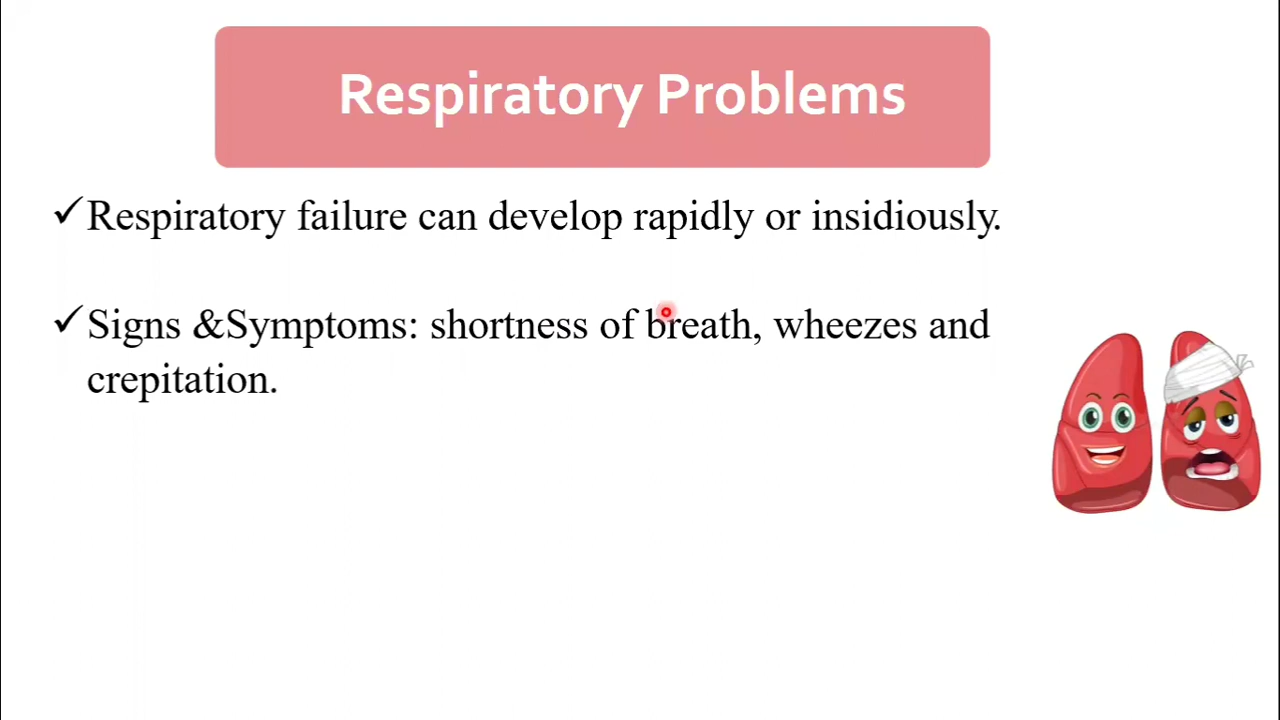 Respiratory Problems
✓Respiratory failure can develop rapidly or insidiously.
✓Signs &Symptoms: shortness of breath, wheezes and
crepitation.